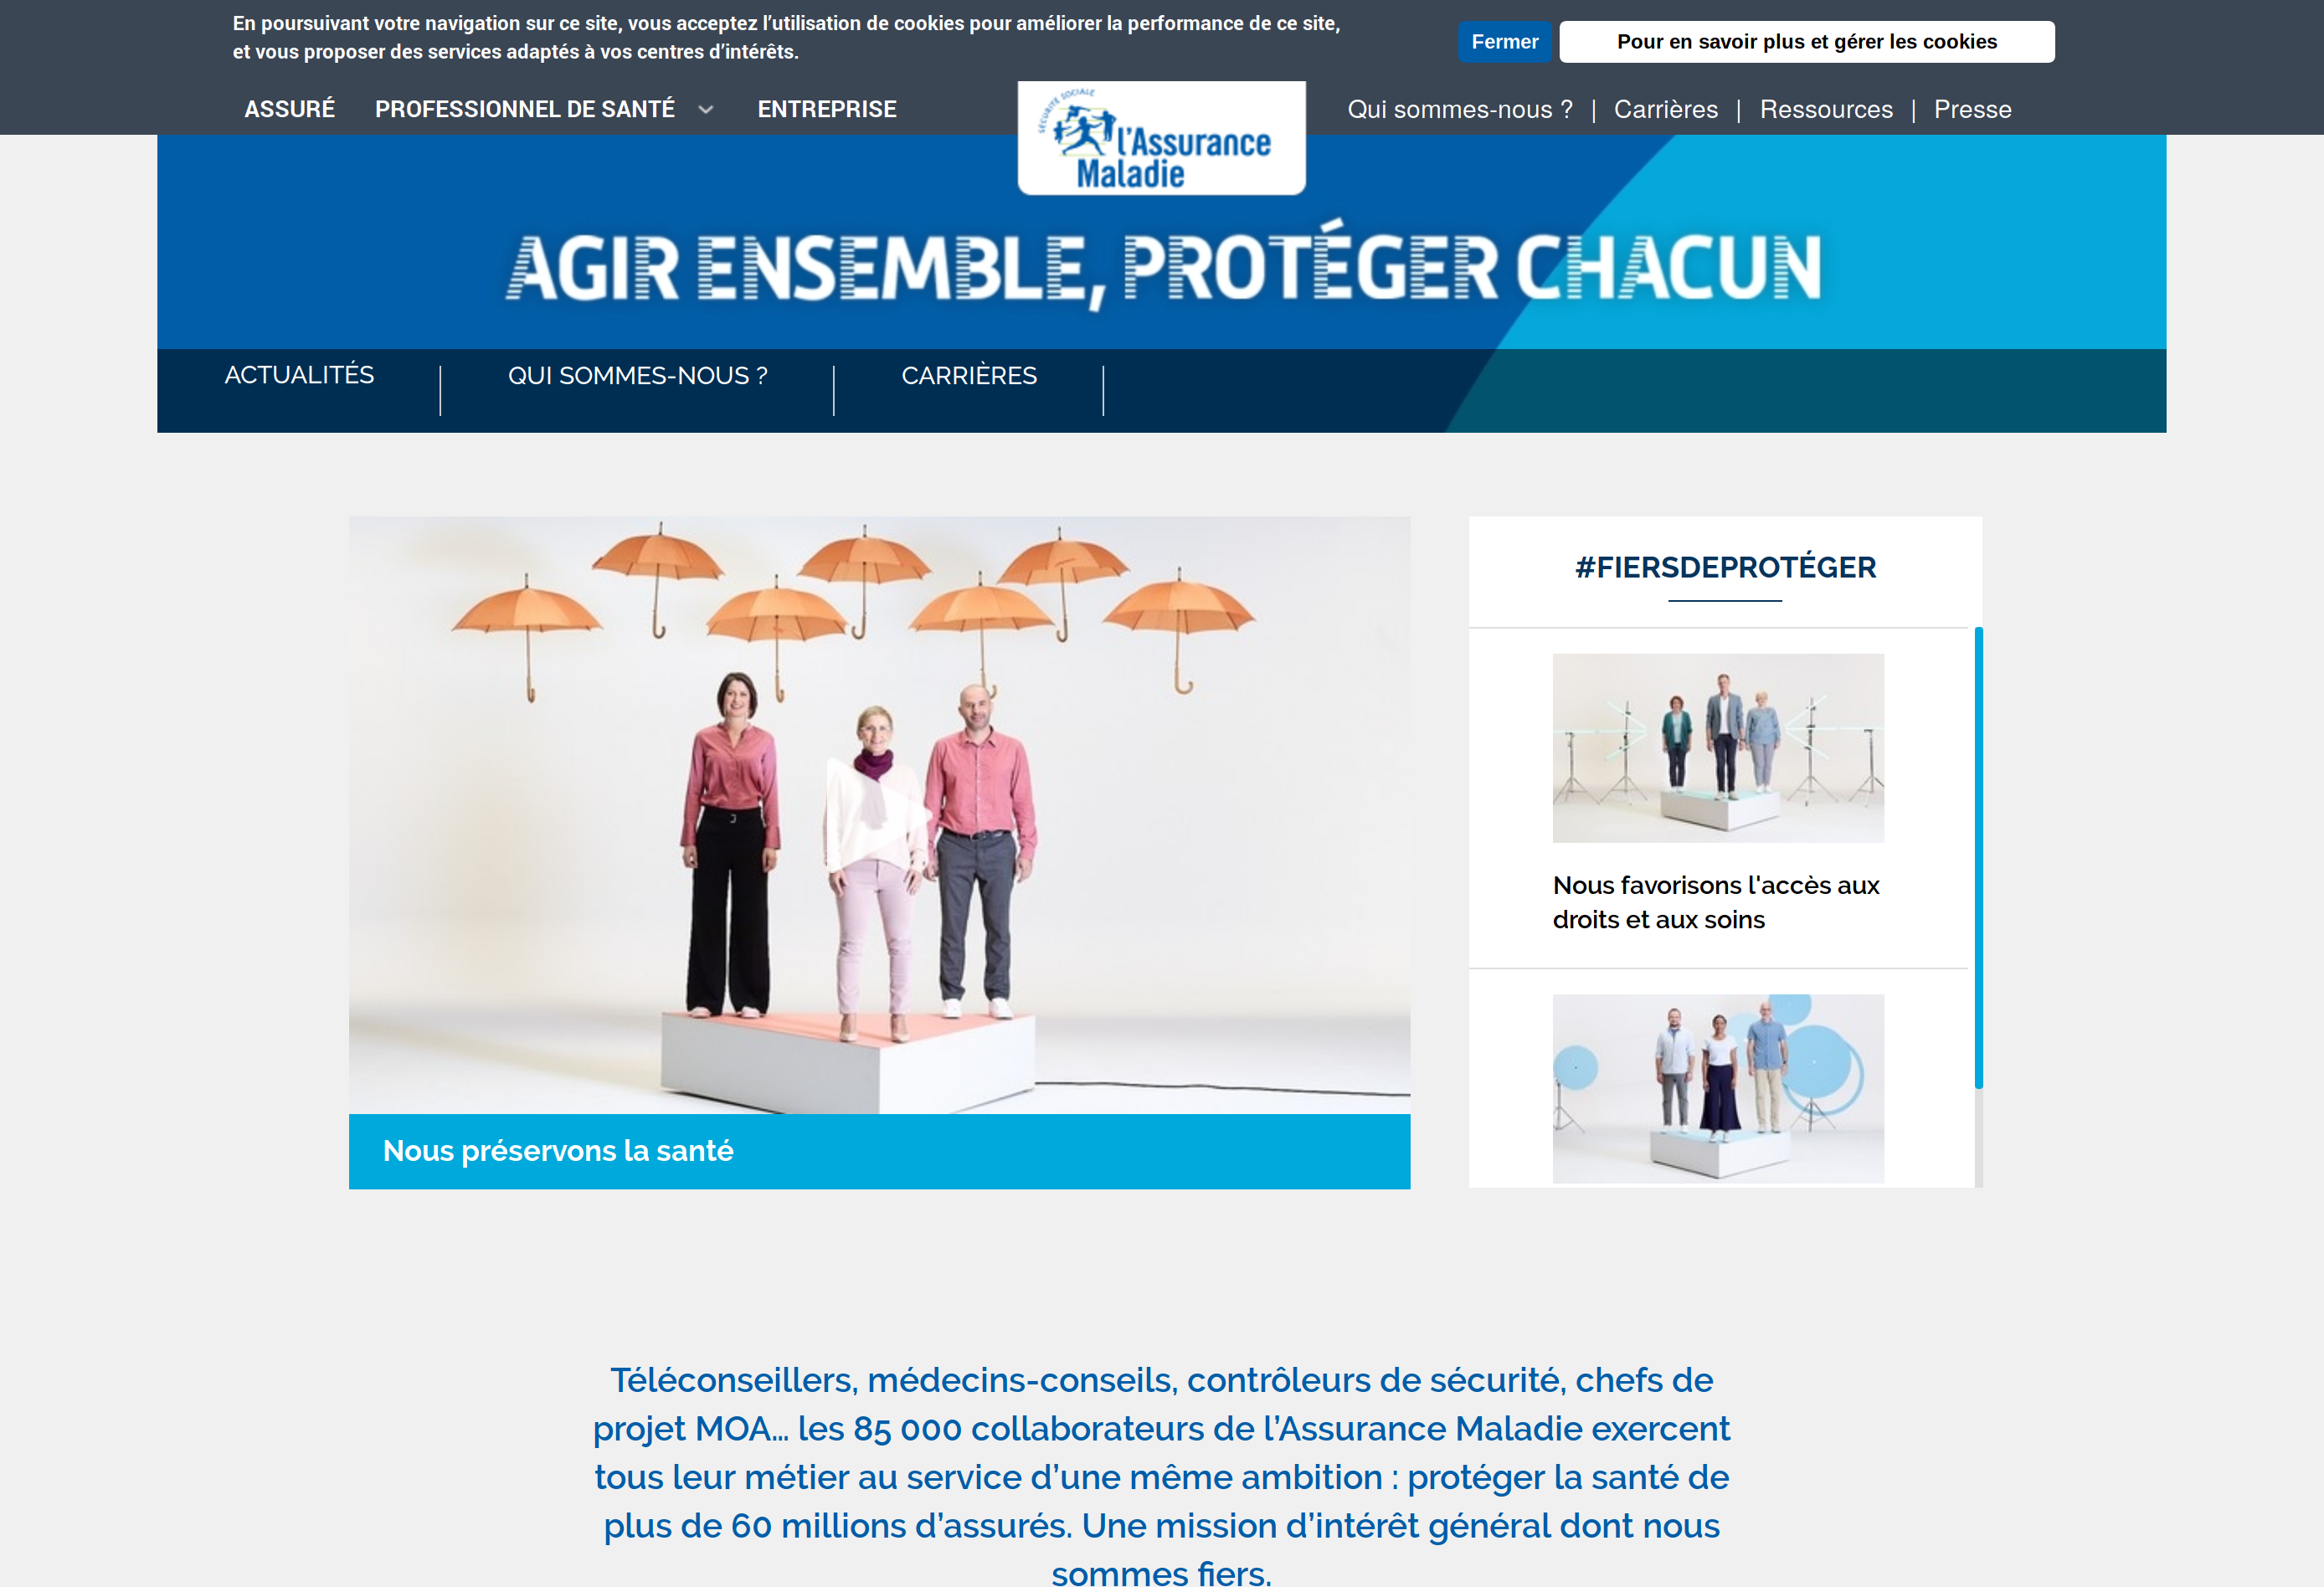 En poursuivant votre navigation sur ce site, vous acceptez l’utilisation de cookies pour améliorer la performance de ce site,
et vous proposer des services adaptés à vos centres d’intérêts.
Fermer
Pour en savoir plus et gérer les cookies
ASSURÉ
PROFESSIONNEL DE SANTÉ
ENTREPRISE
SÉCURITÉ SOCIALE
l’Assurance
Maladie
Qui sommes-nous ? | Carrières | Ressources | Presse
AGIR ENSEMBLE, PROTÉGER CHACUN
ACTUALITÉS
QUI SOMMES-NOUS ?
CARRIÈRES
#FIERSDEPROTÉGER
Nous favorisons l'accès aux
droits et aux soins
Nous préservons la santé
Téléconseillers, médecins-conseils, contrôleurs de sécurité, chefs de
projet MOA... les 85 000 collaborateurs de l’Assurance Maladie exercent
tous leur métier au service d’une même ambition : protéger la santé de
plus de 60 millions d’assurés. Une mission d’intérêt général dont nous
sommes fiers.